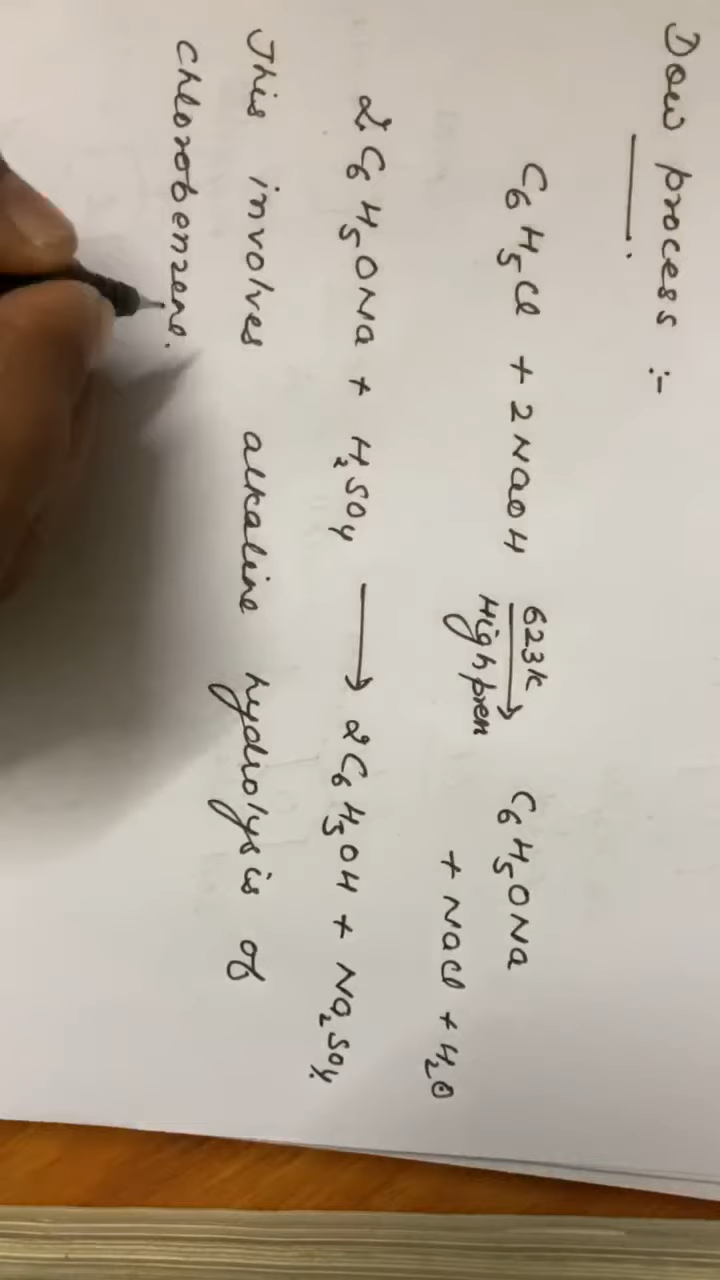 Dow process :-
C6H5Cl + 2NaOH 623K High pren C6H5ONa
+ NaCl + H2O
2C6H5ONa + H2SO4 → 2C6H5OH + Na2SO4
This involves alkaline hydrolysis of
chlorobenzene.